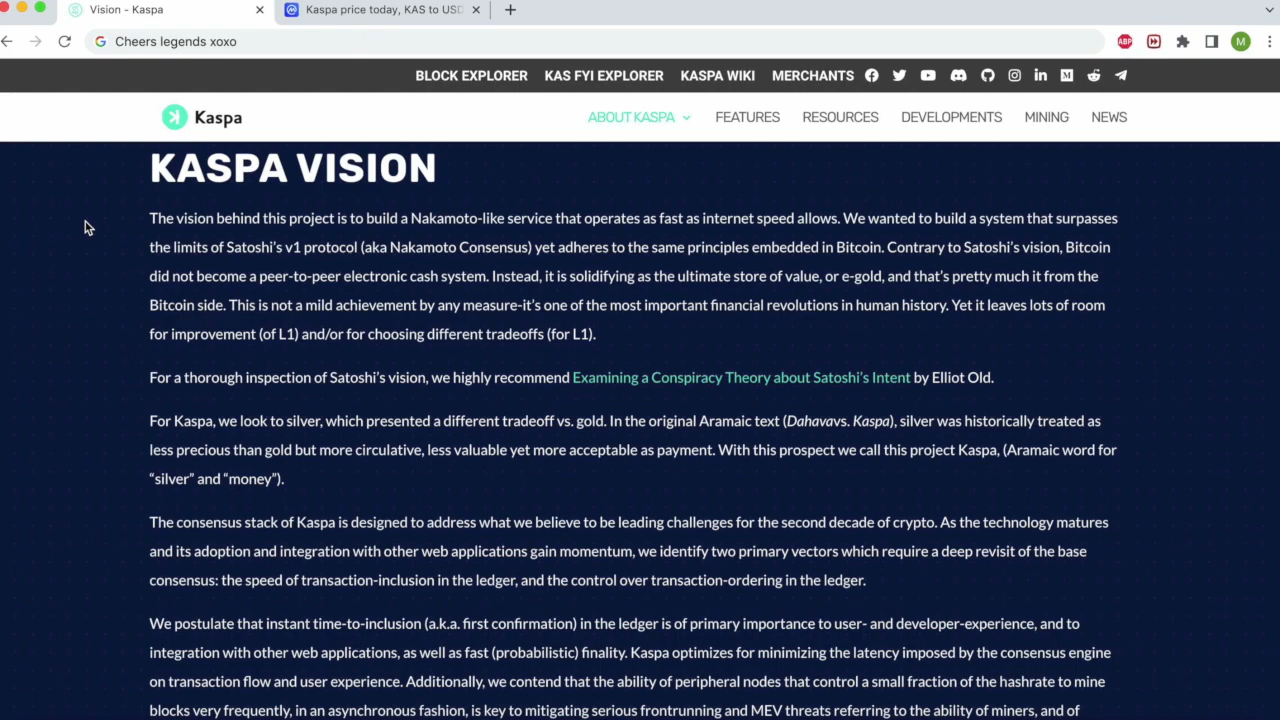 Vision - Kaspa
Kaspa price today, KAS to USD
Cheers legends xoxo
ABP
M
BLOCK EXPLORER KAS FYI EXPLORER KASPA WIKI MERCHANTS
Kaspa
ABOUT KASPA FEATURES RESOURCES DEVELOPMENTS MINING NEWS
KASPA VISION
The vision behind this project is to build a Nakamoto-like service that operates as fast as internet speed allows. We wanted to build a system that surpasses
the limits of Satoshi's v1 protocol (aka Nakamoto Consensus) yet adheres to the same principles embedded in Bitcoin. Contrary to Satoshi's vision, Bitcoin
did not become a peer-to-peer electronic cash system. Instead, it is solidifying as the ultimate store of value, or e-gold, and that's pretty much it from the
Bitcoin side. This is not a mild achievement by any measure-it's one of the most important financial revolutions in human history. Yet it leaves lots of room
for improvement (of L1) and/or for choosing different tradeoffs (for L1).
For a thorough inspection of Satoshi's vision, we highly recommend Examining a Conspiracy Theory about Satoshi's Intent by Elliot Old.
For Kaspa, we look to silver, which presented a different tradeoff vs. gold. In the original Aramaic text (Dahavavs. Kaspa), silver was historically treated as
less precious than gold but more circulative, less valuable yet more acceptable as payment. With this prospect we call this project Kaspa, (Aramaic word for
“silver” and “money”).
The consensus stack of Kaspa is designed to address what we believe to be leading challenges for the second decade of crypto. As the technology matures
and its adoption and integration with other web applications gain momentum, we identify two primary vectors which require a deep revisit of the base
consensus: the speed of transaction-inclusion in the ledger, and the control over transaction-ordering in the ledger.
We postulate that instant time-to-inclusion (a.k.a. first confirmation) in the ledger is of primary importance to user- and developer-experience, and to
integration with other web applications, as well as fast (probabilistic) finality. Kaspa optimizes for minimizing the latency imposed by the consensus engine
on transaction flow and user experience. Additionally, we contend that the ability of peripheral nodes that control a small fraction of the hashrate to mine
blocks very frequently, in an asynchronous fashion, is key to mitigating serious frontrunning and MEV threats referring to the ability of miners, and of